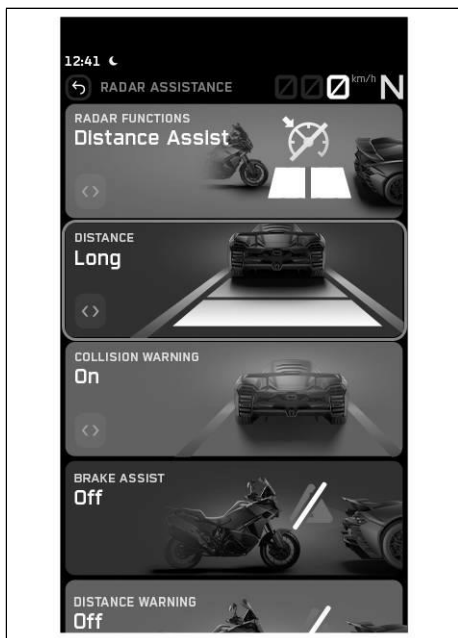 12:41
RADAR ASSISTANCE
000 km/h N
RADAR FUNCTIONS
Distance Assist
DISTANCE
Long
COLLISION WARNING
On
BRAKE ASSIST
Off
DISTANCE WARNING
Off